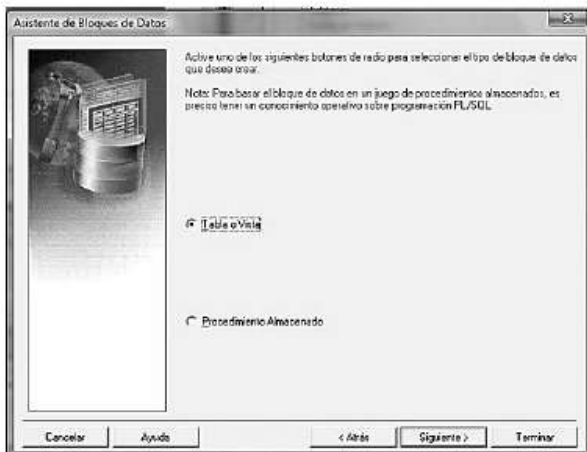 Asistente de Bloques de Datos
Active uno de los siguientes botones de radio para seleccionar el tipo de bloque de datos
que desea crear.
Nota: Para basar el bloque de datos en un juego de procedimientos almacenados, es
preciso tener un conocimiento operativo sobre programación PL/SQL.
Tabla o Vista
Procedimiento Almacenado
Cancelar
Ayuda
< Atrás
Siguiente >
Terminar